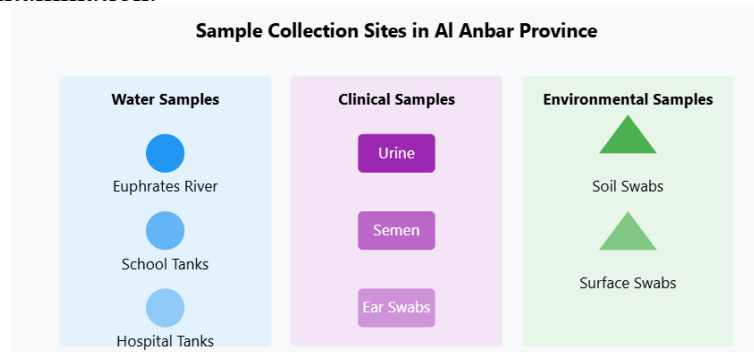 Sample Collection Sites in Al Anbar Province
Water Samples
Euphrates River
School Tanks
Hospital Tanks
Clinical Samples
Urine
Semen
Ear Swabs
Environmental Samples
Soil Swabs
Surface Swabs